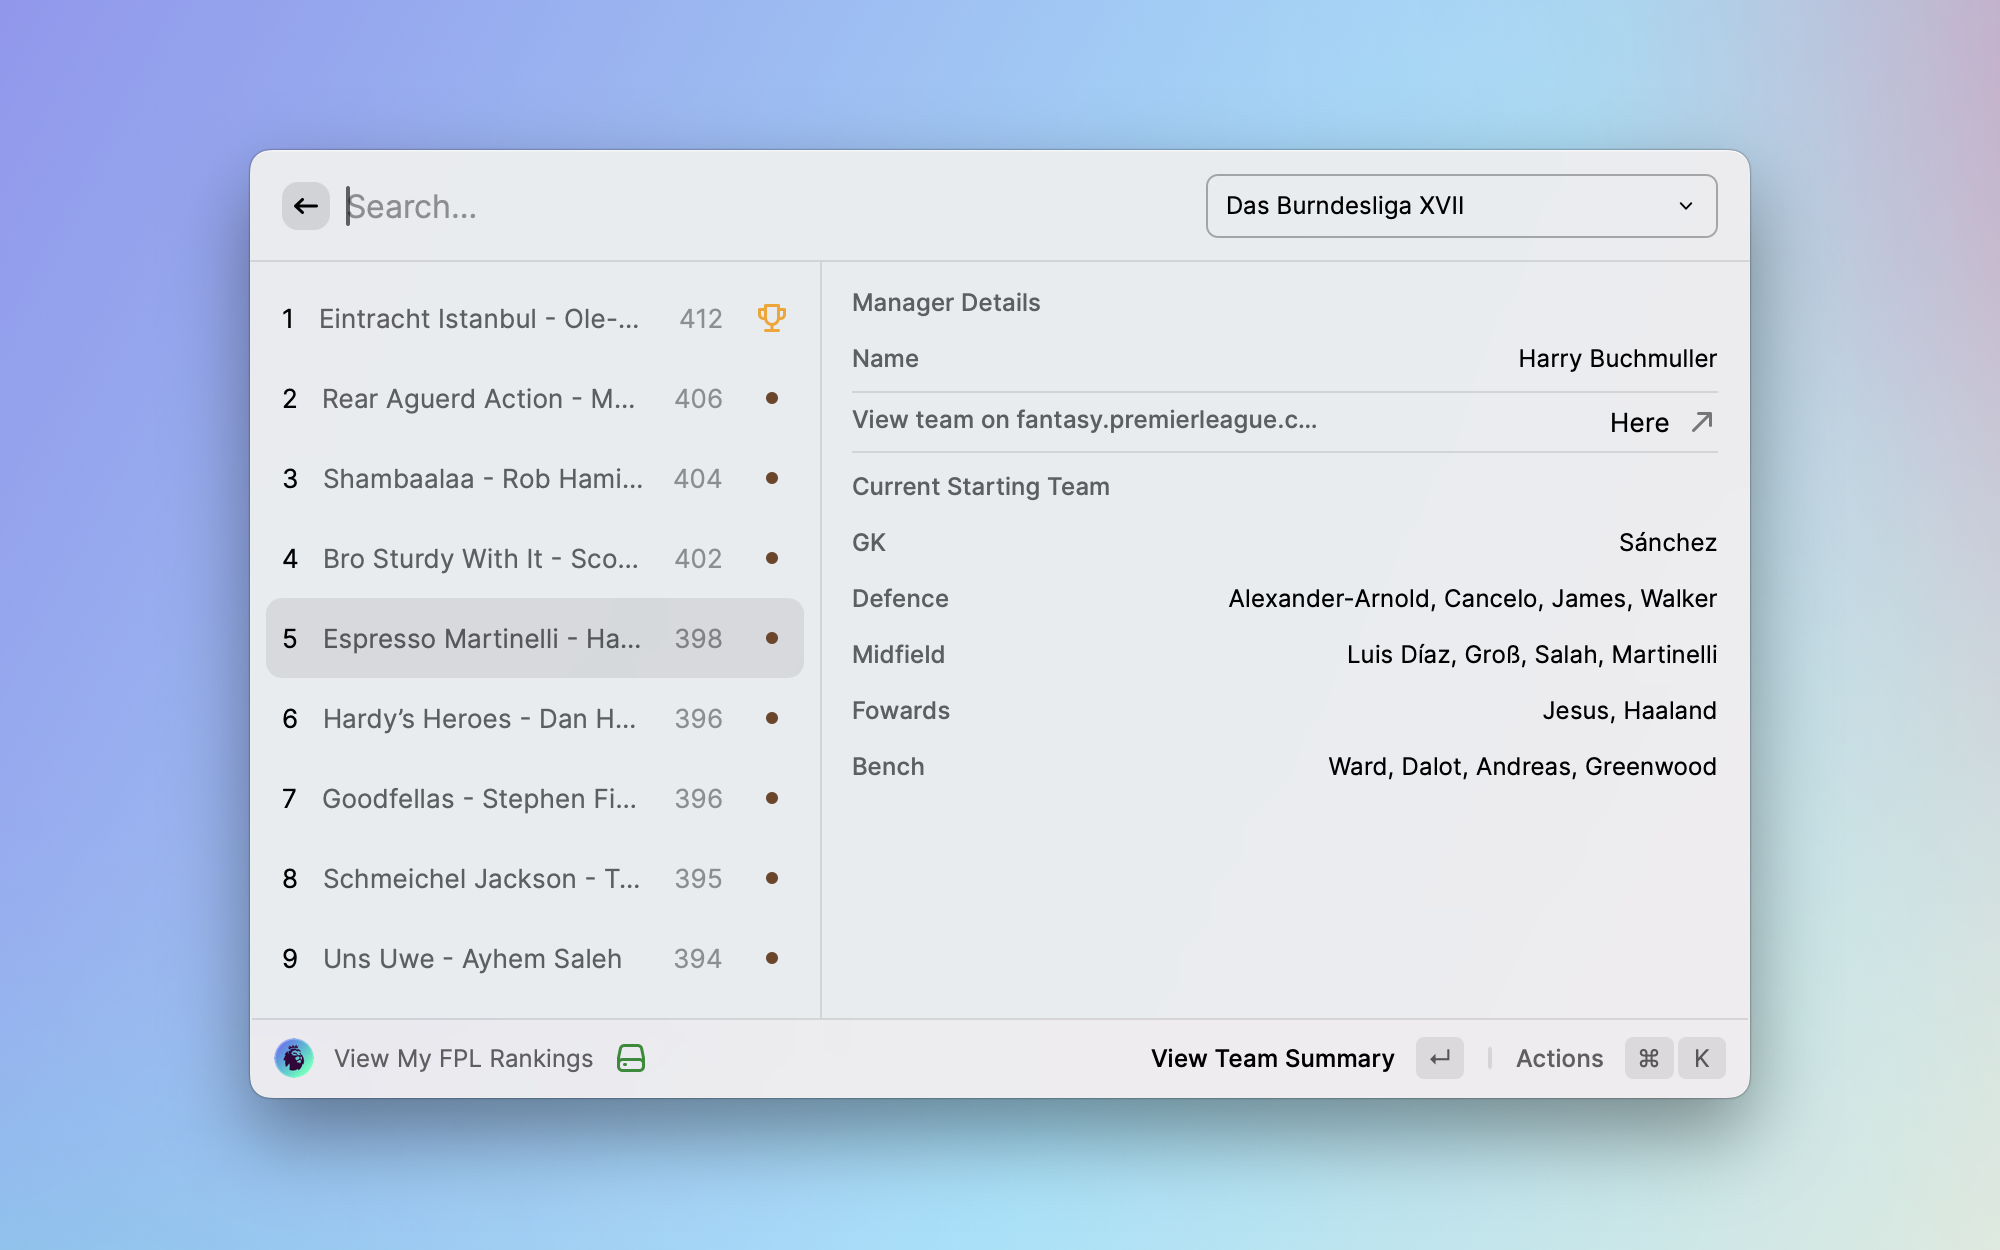 Search...
Das Burndesliga XVII
1 Eintracht Istanbul - Ole-... 412
2 Rear Aguerd Action - M... 406
3 Shambaalaa - Rob Hami... 404
4 Bro Sturdy With It - Sco... 402
5 Espresso Martinelli - Ha... 398
6 Hardy’s Heroes - Dan H... 396
7 Goodfellas - Stephen Fi... 396
8 Schmeichel Jackson - T... 395
9 Uns Uwe - Ayhem Saleh 394
Manager Details
Name Harry Buchmuller
View team on fantasy.premierleague.c... Here
Current Starting Team
GK Sánchez
Defence Alexander-Arnold, Cancelo, James, Walker
Midfield Luis Díaz, Groß, Salah, Martinelli
Fowards Jesus, Haaland
Bench Ward, Dalot, Andreas, Greenwood
View My FPL Rankings
View Team Summary ↵ | Actions ⌘ K